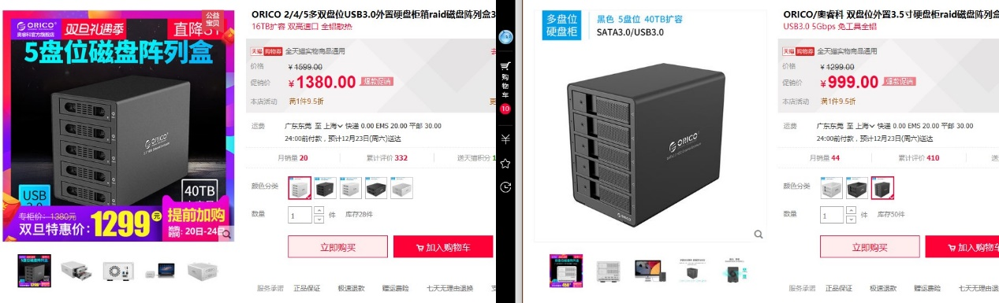 ORICO
奥睿科官方旗舰店
双旦礼遇季
公益
宝贝
直降
5盘位磁盘阵列盒
ORICO
USB
40TB
专柜价:1380元
双旦特惠价:
1299
元
提前加购
抢购
时间:
20日-24日
ORICO 2/4/5多双盘位USB3.0外置硬盘柜箱raid磁盘阵列盒3
16TB扩容 双高速口 全铝散热
天猫 购物券 全天猫实物商品通用
价格 ¥1599.00
促销价 ¥1380.00 爆款促销
本店活动 满1件9.5折
更
运费 广东东莞 至 上海 快递 0.00 EMS 20.00 平邮 30.00
24:00前付款,预计12月23日(周六)送达
月销量 20 累计评价 332 送天猫积分 1
颜色分类
数量 1 件 库存28件
立即购买 加入购物车
服务承诺 正品保证 极速退款 赠运费险 七天无理由退换
购物车
10
多盘位
硬盘柜
黑色 5盘位 40TB扩容
SATA3.0/USB3.0
ORICO
ORICO
ORICO/奥睿科 双盘位外置3.5寸硬盘柜raid磁盘阵列盒
USB3.0 5Gbps 免工具全铝
天猫 购物券 全天猫实物商品通用
价格 ¥1299.00
促销价 ¥999.00 爆款促销
本店活动 满1件9.5折
运费 广东东莞 至 上海 快递 0.00 EMS 20.00 平邮 30.00
24:00前付款,预计12月23日(周六)送达
月销量 44 累计评价 410 送天猫
颜色分类
数量 1 件 库存50件
立即购买 加入购物车
服务承诺 正品保证 极速退款 赠运费险 七天无理由